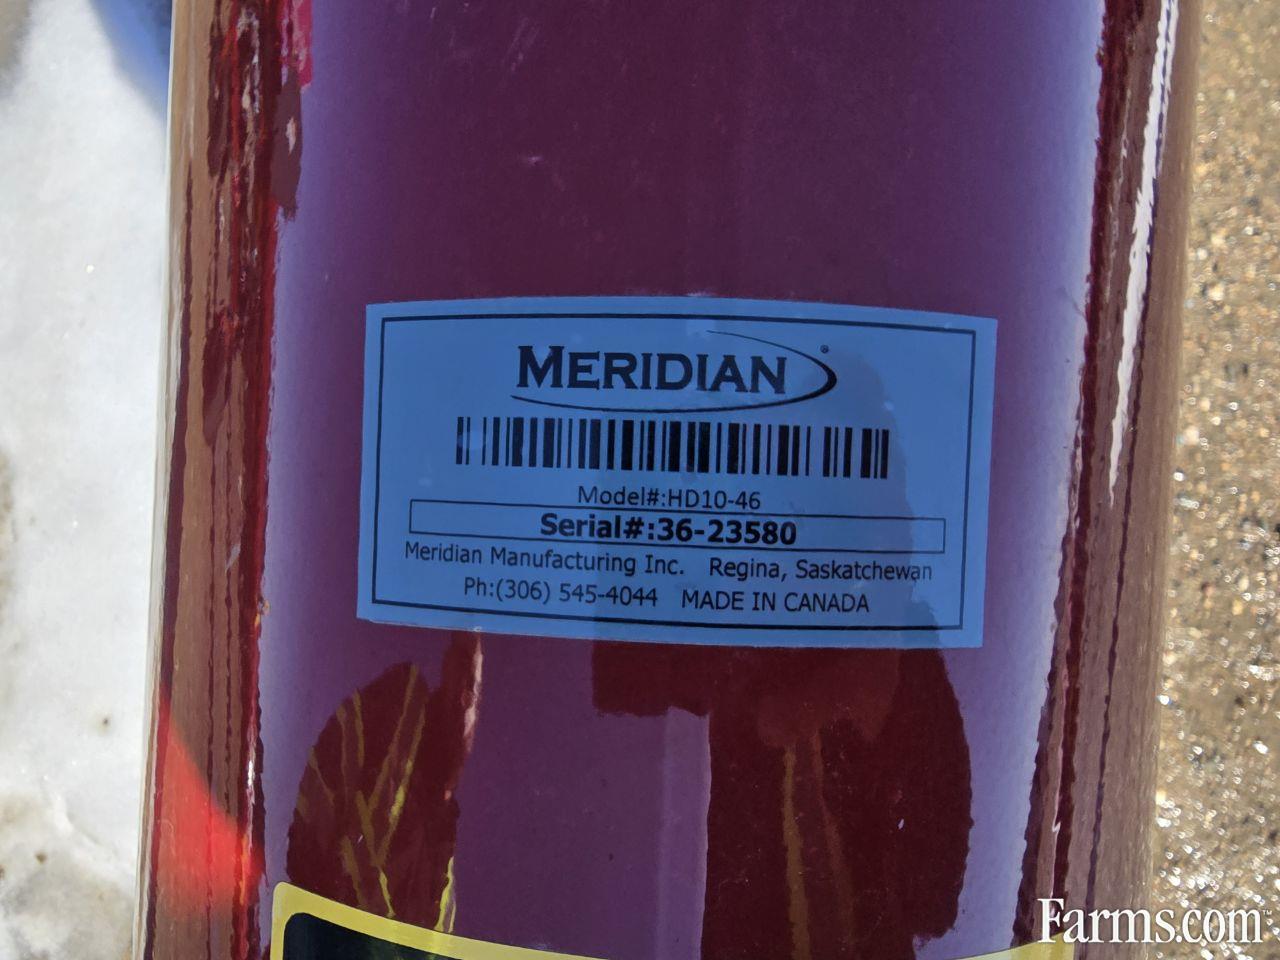 MERIDIAN®
Model#:HD10-46
Serial#:36-23580
Meridian Manufacturing Inc. Regina, Saskatchewan
Ph:(306) 545-4044 MADE IN CANADA
Farms.com™